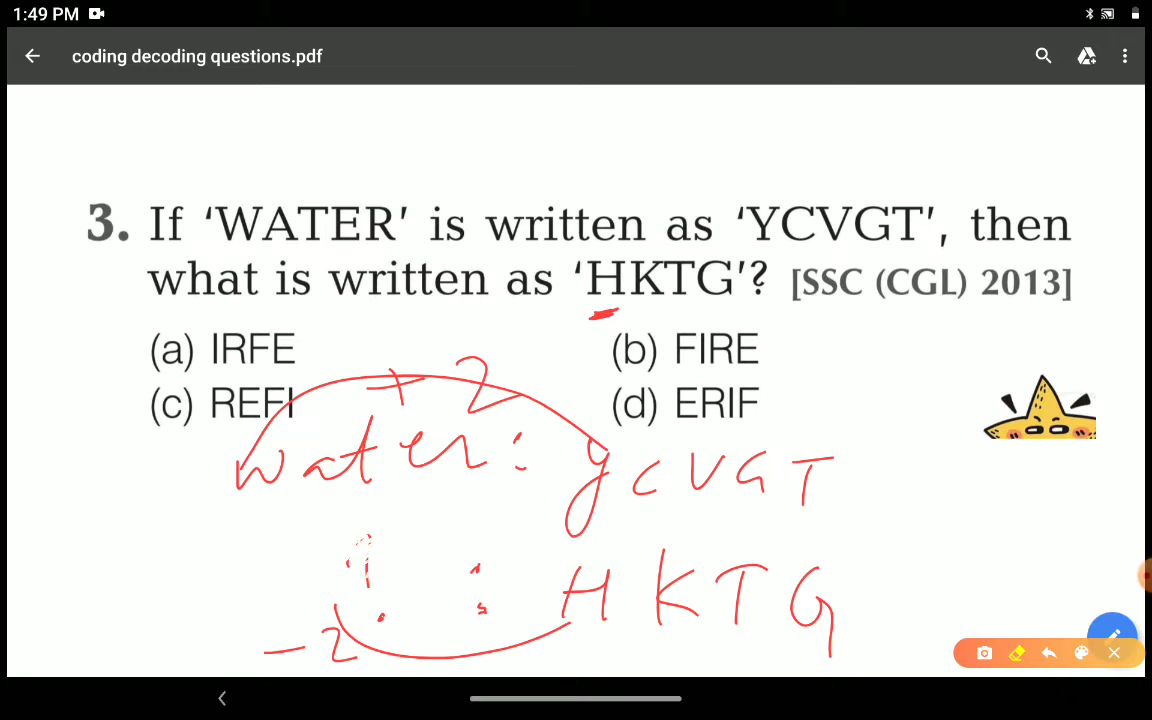 1:49 PM
coding decoding questions.pdf
3. If ‘WATER’ is written as ‘YCVGT’, then
what is written as ‘HKTG’? [SSC (CGL) 2013]
(a) IRFE (b) FIRE
(c) REFI (d) ERIF
+ 2
water : YCVGT
? : HKTG
- 2